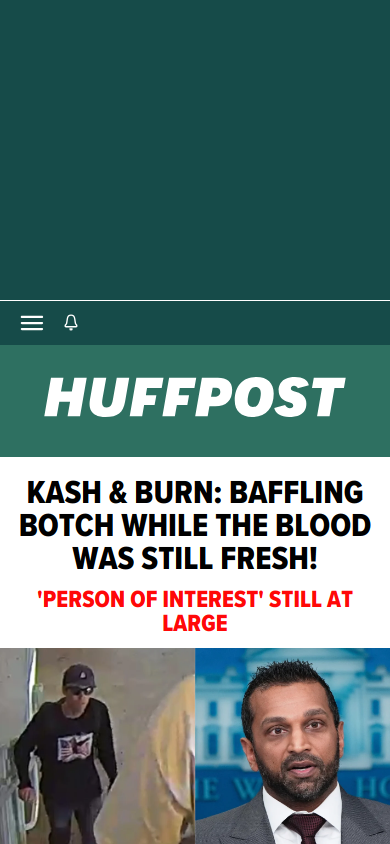 HUFFPOST
KASH & BURN: BAFFLING
BOTCH WHILE THE BLOOD
WAS STILL FRESH!
'PERSON OF INTEREST' STILL AT
LARGE